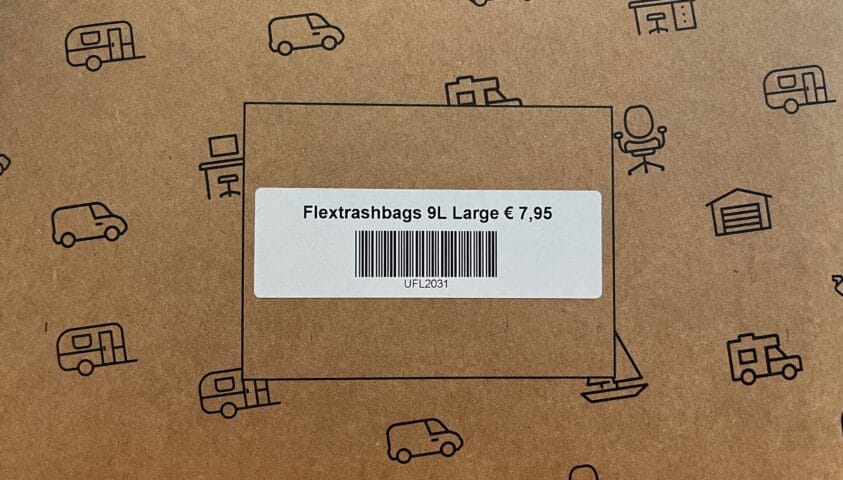 Flextrashbags 9L Large € 7,95
UFL2031